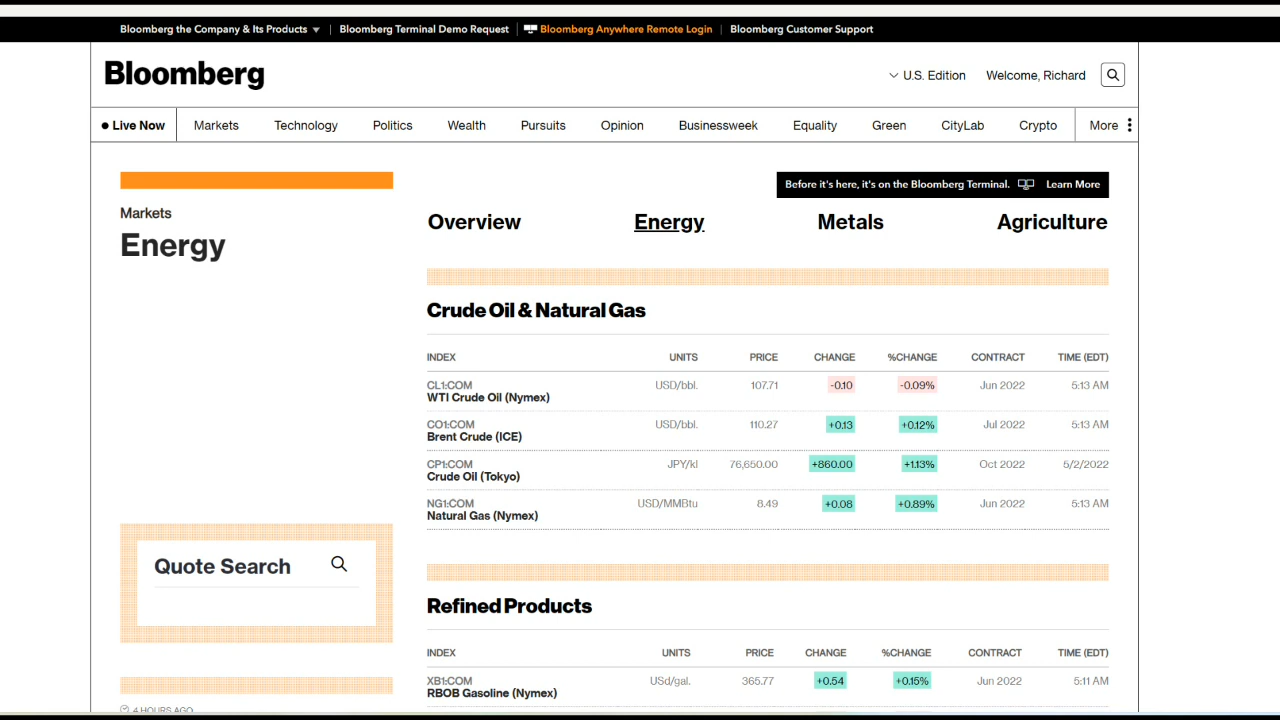 Bloomberg the Company & Its Products ▼ | Bloomberg Terminal Demo Request | Bloomberg Anywhere Remote Login | Bloomberg Customer Support
Bloomberg
U.S. Edition Welcome, Richard
Live Now Markets Technology Politics Wealth Pursuits Opinion Businessweek Equality Green CityLab Crypto More
Before it's here, it's on the Bloomberg Terminal. Learn More
Markets
Energy
Overview Energy Metals Agriculture
Crude Oil & Natural Gas
INDEX UNITS PRICE CHANGE %CHANGE CONTRACT TIME (EDT)
CL1:COM USD/bbl. 107.71 -0.10 -0.09% Jun 2022 5:13 AM
WTI Crude Oil (Nymex)
CO1:COM USD/bbl. 110.27 +0.13 +0.12% Jul 2022 5:13 AM
Brent Crude (ICE)
CP1:COM JPY/kl 76,650.00 +860.00 +1.13% Oct 2022 5/2/2022
Crude Oil (Tokyo)
NG1:COM USD/MMBtu 8.49 +0.08 +0.89% Jun 2022 5:13 AM
Natural Gas (Nymex)
Quote Search
Refined Products
INDEX UNITS PRICE CHANGE %CHANGE CONTRACT TIME (EDT)
XB1:COM USd/gal. 365.77 +0.54 +0.15% Jun 2022 5:11 AM
RBOB Gasoline (Nymex)
4 HOURS AGO